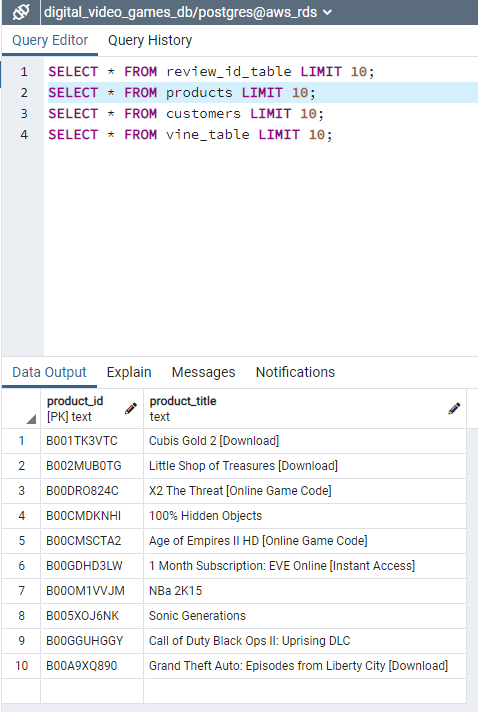 digital_video_games_db/postgres@aws_rds
Query Editor Query History
1 SELECT * FROM review_id_table LIMIT 10;
2 SELECT * FROM products LIMIT 10;
3 SELECT * FROM customers LIMIT 10;
4 SELECT * FROM vine_table LIMIT 10;
Data Output Explain Messages Notifications
product_id product_title
[PK] text text
1 B001TK3VTC Cubis Gold 2 [Download]
2 B002MUB0TG Little Shop of Treasures [Download]
3 B00DRO824C X2 The Threat [Online Game Code]
4 B00CMDKNHI 100% Hidden Objects
5 B00CMSCTA2 Age of Empires II HD [Online Game Code]
6 B00GDHD3LW 1 Month Subscription: EVE Online [Instant Access]
7 B00OM1VVJM NBa 2K15
8 B005XOJ6NK Sonic Generations
9 B00GGUHGGY Call of Duty Black Ops II: Uprising DLC
10 B00A9XQ890 Grand Theft Auto: Episodes from Liberty City [Download]